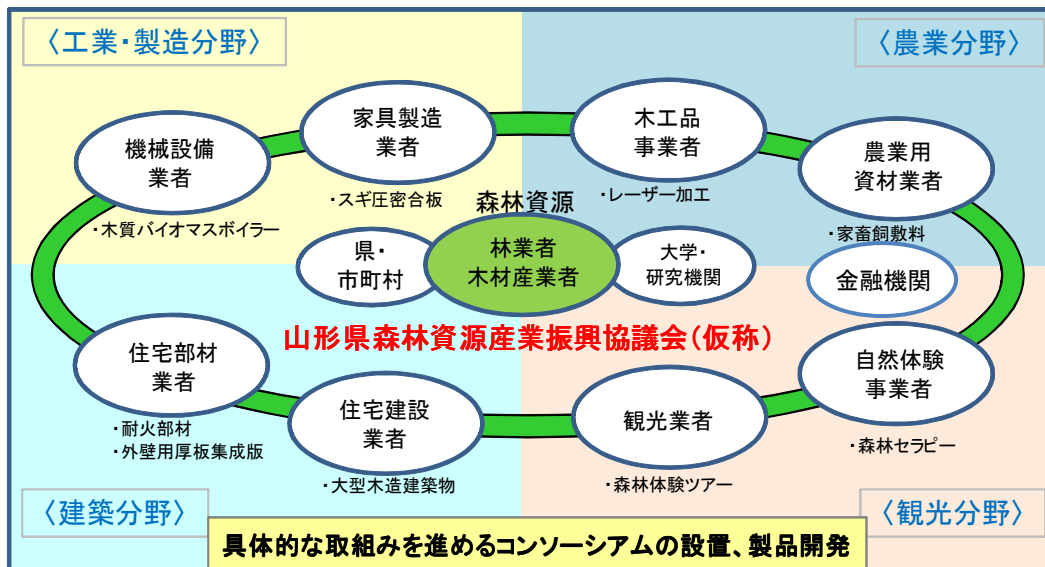 〈工業・製造分野〉
〈農業分野〉
家具製造
業者
木工品
事業者
機械設備
業者
農業用
資材業者
・スギ圧密合板
・レーザー加工
・木質バイオマスボイラー
・家畜飼敷料
森林資源
県・
市町村
林業者
木材産業者
大学・
研究機関
金融機関
山形県森林資源産業振興協議会(仮称)
住宅部材
業者
自然体験
事業者
住宅建設
業者
観光業者
・耐火部材
・外壁用厚板集成版
・森林セラピー
・大型木造建築物
・森林体験ツアー
〈建築分野〉
〈観光分野〉
具体的な取組みを進めるコンソーシアムの設置、製品開発